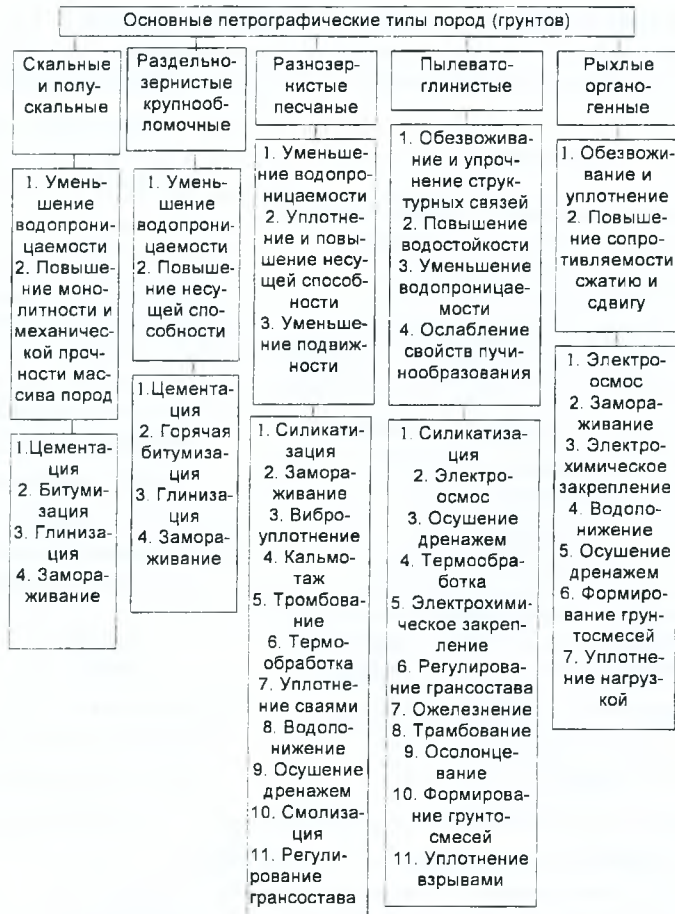 Основные петрографические типы пород (грунтов)
Скальные
и полу-
скальные
Раздельно-
зернистые
крупнооб-
ломочные
Разнозер-
нистые
песчаные
Пылевато-
глинистые
Рыхлые
органо-
генные
1. Умень-
шение
водопрони-
цаемости
2. Повыше-
ние моно-
литности и
механичес-
кой проч-
ности мас-
сива пород
1. Умень-
шение
водопрони-
цаемости
2. Повыше-
ние несу-
щей спо-
собности
1. Уменьше-
ние водопро-
ницаемости
2. Уплотне-
ние и повы-
шение несу-
щей способ-
ности
3. Уменьше-
ние подвиж-
ности
1. Обезвожива-
ние и упроч-
нение струк-
турных связей
2. Повышение
водостойкости
3. Уменьшение
водопроницае-
мости
4. Ослабление
свойств пучи-
нообразования
1. Обезвожи-
вание и
уплотнение
2. Повыше-
ние сопро-
тивляемости
сжатию и
сдвигу
1.Цемента-
ция
2. Битуми-
зация
3. Глиниза-
ция
4. Замора-
живание
1.Цемента-
ция
2. Горячая
битумиза-
ция
3. Глиниза-
ция
4. Замора-
живание
1. Силикати-
зация
2. Замора-
живание
3. Вибро-
уплотнение
4. Кальмо-
таж
5. Тромбова-
ние
6. Термо-
обработка
7. Уплотне-
ние сваями
8. Водопо-
нижение
9. Осушение
дренажем
10. Смолиза-
ция
11. Регули-
рование
грансостава
1. Силикатиза-
ция
2. Электро-
осмос
3. Осушение
дренажем
4. Термообра-
ботка
5. Электрохими-
ческое закреп-
ление
6. Регулирова-
ние грансостава
7. Ожелезнение
8. Трамбование
9. Осолонце-
вание
10. Формирова-
ние грунто-
смесей
11. Уплотнение
взрывами
1. Электро-
осмос
2. Замора-
живание
3. Электро-
химическое
закрепление
4. Водопо-
нижение
5. Осушение
дренажем
6. Формиро-
вание грун-
тосмесей
7. Уплотне-
ние нагруз-
кой